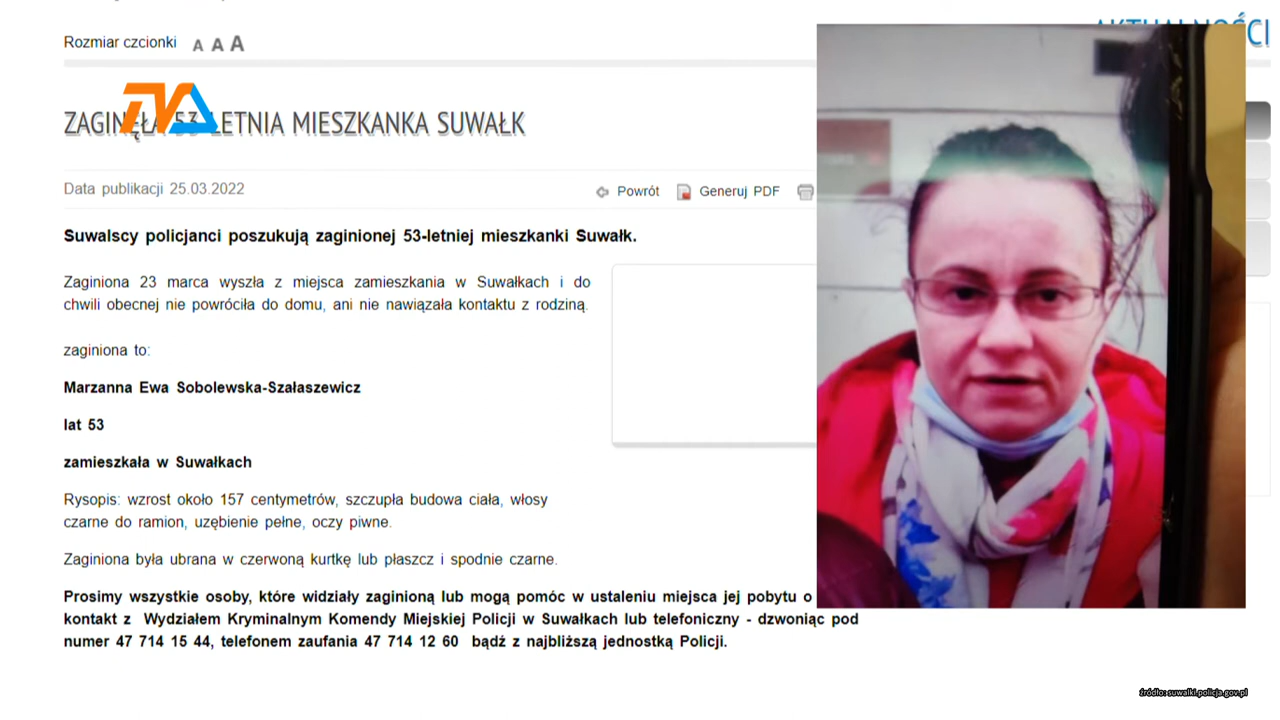 AKTUALNOŚCI
Rozmiar czcionki A A A
TVA
ZAGINĘŁA 53-LETNIA MIESZKANKA SUWAŁK
Data publikacji 25.03.2022
Powrót Generuj PDF
Suwalscy policjanci poszukują zaginionej 53-letniej mieszkanki Suwałk.
Zaginiona 23 marca wyszła z miejsca zamieszkania w Suwałkach i do
chwili obecnej nie powróciła do domu, ani nie nawiązała kontaktu z rodziną.
zaginiona to:
Marzanna Ewa Sobolewska-Szałaszewicz
lat 53
zamieszkała w Suwałkach
Rysopis: wzrost około 157 centymetrów, szczupła budowa ciała, włosy
czarne do ramion, uzębienie pełne, oczy piwne.
Zaginiona była ubrana w czerwoną kurtkę lub płaszcz i spodnie czarne.
Prosimy wszystkie osoby, które widziały zaginioną lub mogą pomóc w ustaleniu miejsca jej pobytu o
kontakt z Wydziałem Kryminalnym Komendy Miejskiej Policji w Suwałkach lub telefoniczny - dzwoniąc pod
numer 47 714 15 44, telefonem zaufania 47 714 12 60 bądź z najbliższą jednostką Policji.
źródło: suwalki.policja.gov.pl